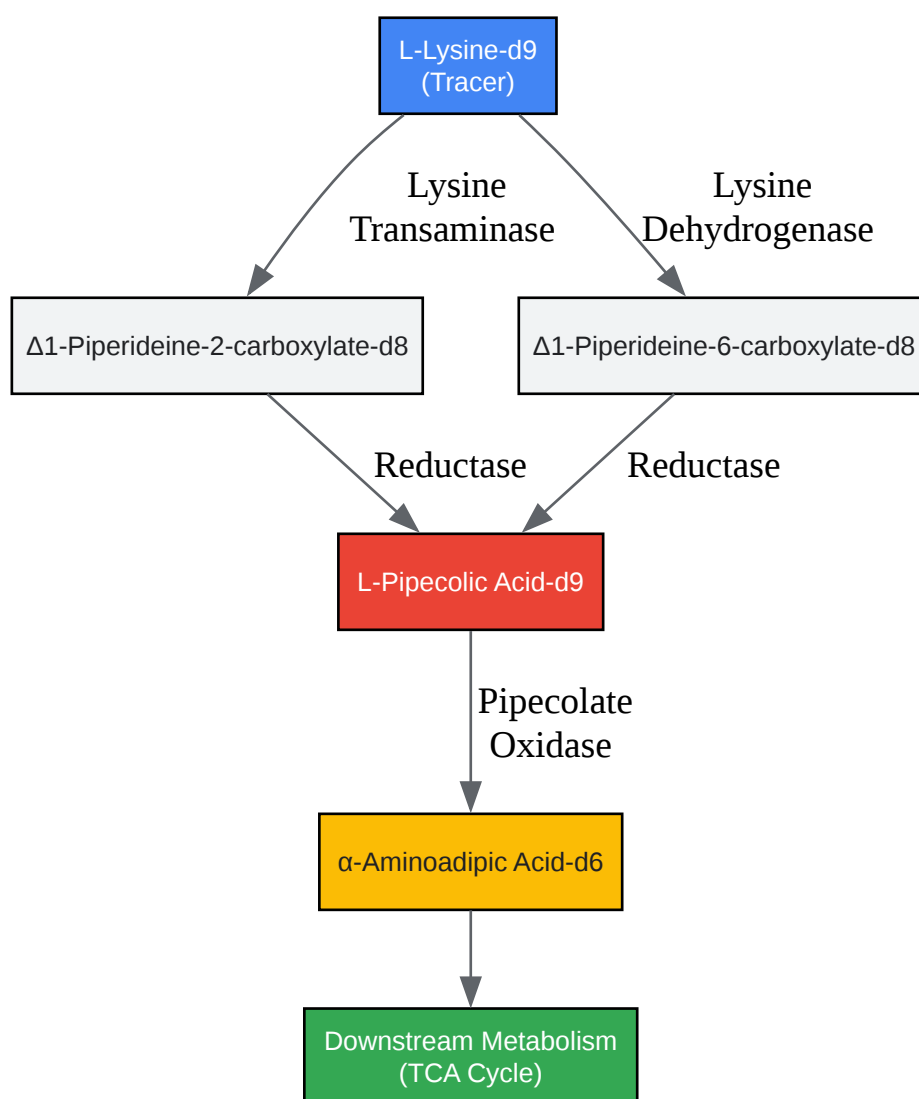 L-Lysine-d9
(Tracer)
Lysine
Transaminase
Lysine
Dehydrogenase
Δ1-Piperideine-2-carboxylate-d8
Δ1-Piperideine-6-carboxylate-d8
Reductase
Reductase
L-Pipecolic Acid-d9
Pipecolate
Oxidase
α-Aminoadipic Acid-d6
Downstream Metabolism
(TCA Cycle)